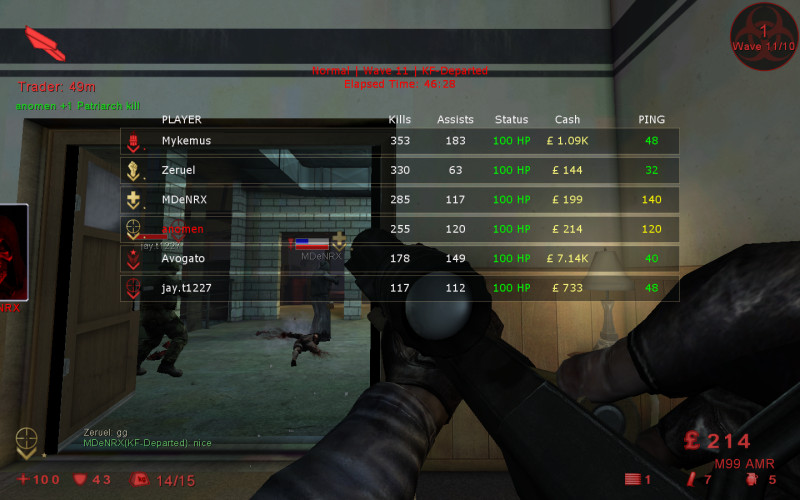 1
Wave 11/10
Normal | Wave 11 | KF-Departed
Elapsed Time: 46:28
Trader: 49m
anomen +1 Patriarch kill
PLAYER Kills Assists Status Cash PING
Mykemus 353 183 100 HP £ 1.09K 48
Zeruel 330 63 100 HP £ 144 32
MDeNRX 285 117 100 HP £ 199 140
anomen 255 120 100 HP £ 214 120
jay.t1227
MDeNRX
Avogato 178 149 100 HP £ 7.14K 40
jay.t1227 117 112 100 HP £ 733 48
NRX
Zeruel: gg
MDeNRX(KF-Departed): nice
£ 214
M99 AMR
100 43 14/15 1 7 5